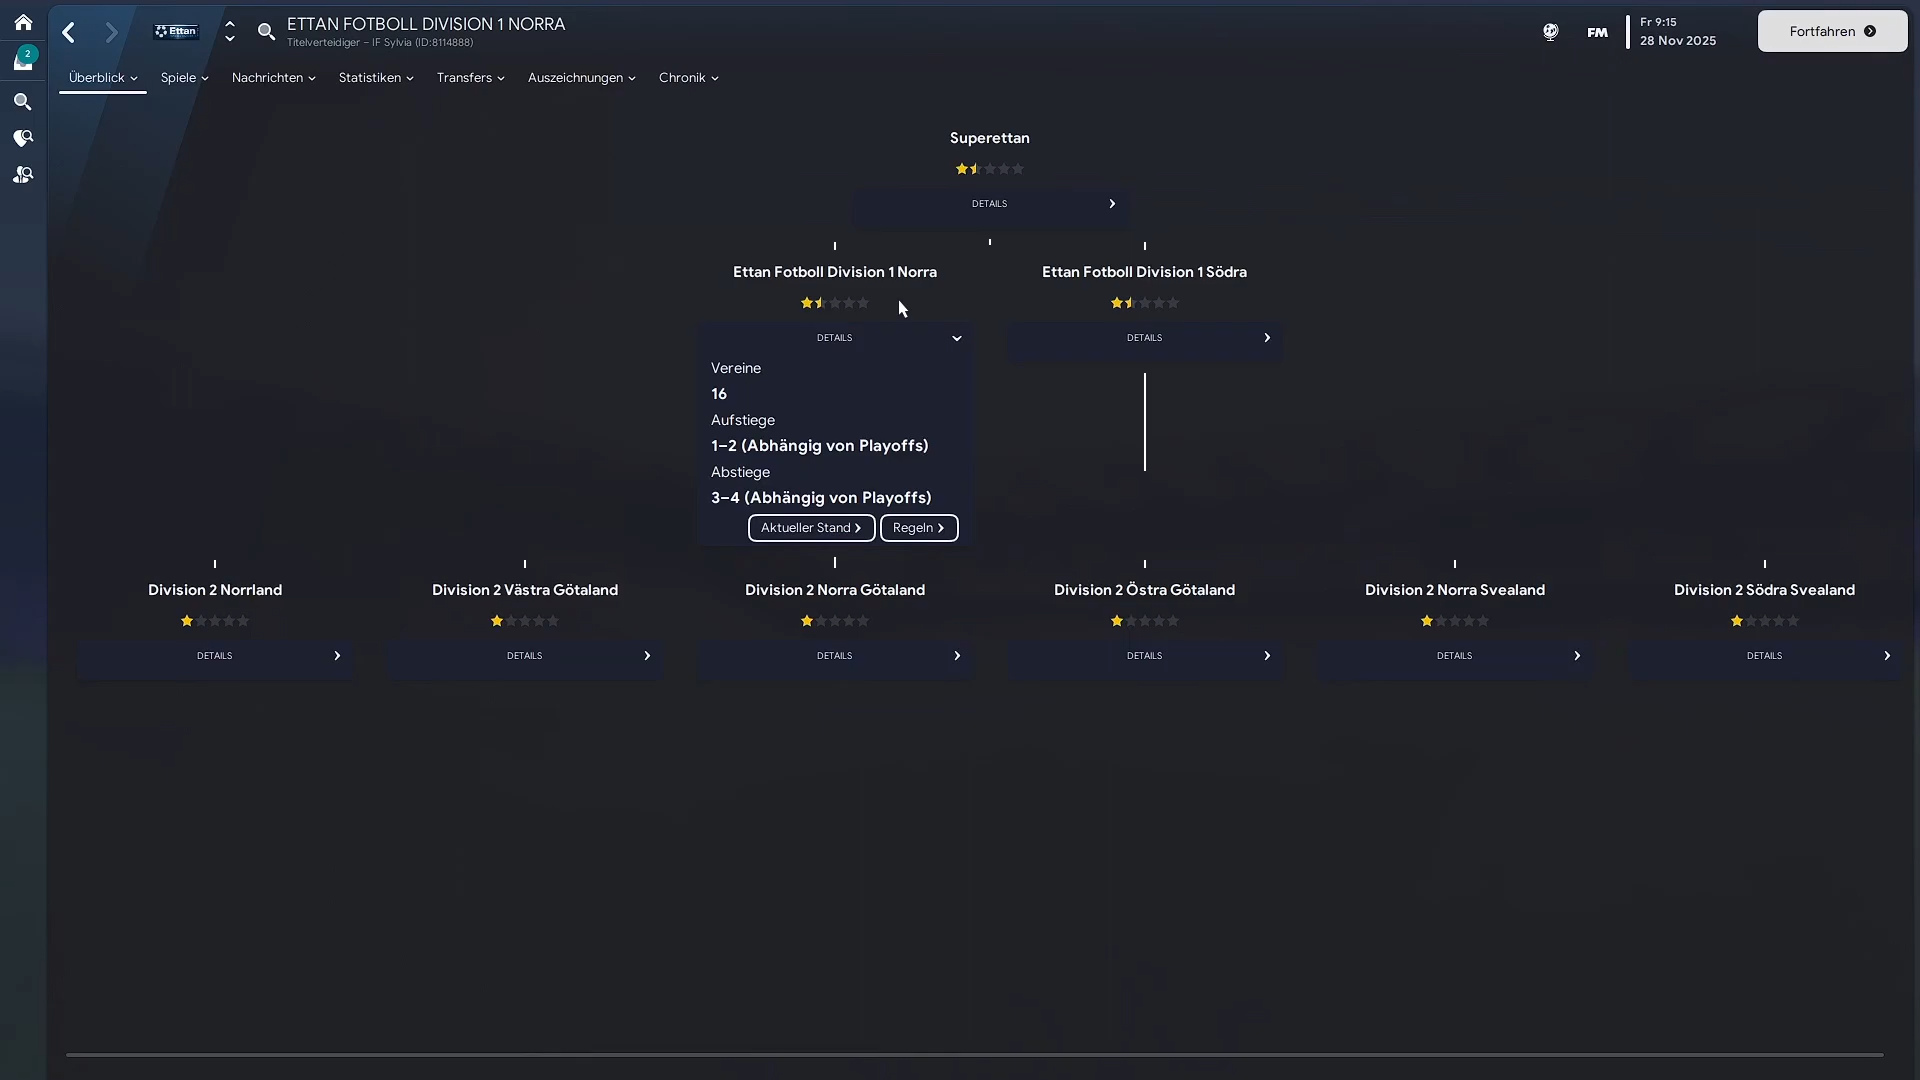 ETTAN FOTBOLL DIVISION 1 NORRA
Titelverteidiger – IF Sylvia (ID:8114888)
Ettan
2
FM
Fr 9:15
28 Nov 2025
Fortfahren
Überblick
Spiele
Nachrichten
Statistiken
Transfers
Auszeichnungen
Chronik
Superettan
DETAILS
Ettan Fotboll Division 1 Norra
Ettan Fotboll Division 1 Södra
DETAILS
DETAILS
Vereine
16
Aufstiege
1–2 (Abhängig von Playoffs)
Abstiege
3–4 (Abhängig von Playoffs)
Aktueller Stand
Regeln
Division 2 Norrland
Division 2 Västra Götaland
Division 2 Norra Götaland
Division 2 Östra Götaland
Division 2 Norra Svealand
Division 2 Södra Svealand
DETAILS
DETAILS
DETAILS
DETAILS
DETAILS
DETAILS